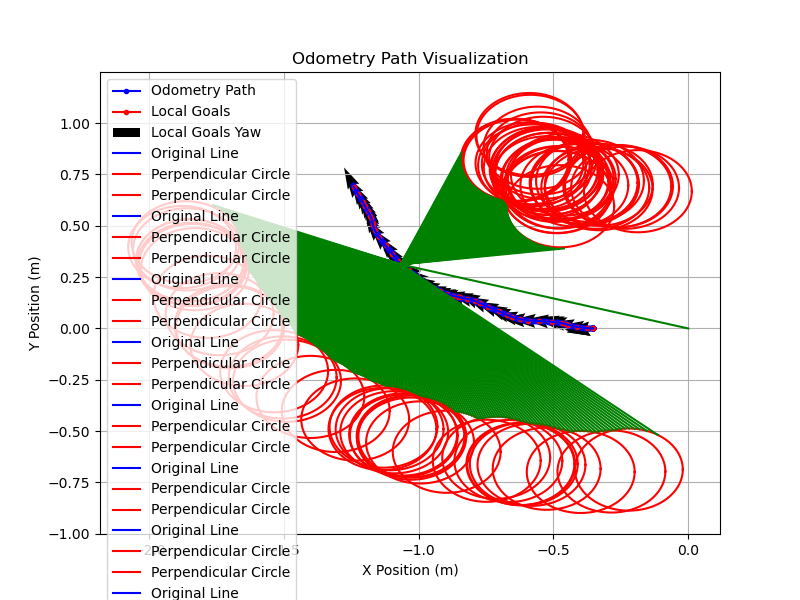 Odometry Path Visualization
Y Position (m)
1.00
0.75
0.50
0.25
0.00
−0.25
−0.50
−0.75
−1.00
Odometry Path
Local Goals
Local Goals Yaw
Original Line
Perpendicular Circle
Perpendicular Circle
Original Line
Perpendicular Circle
Perpendicular Circle
Original Line
Perpendicular Circle
Perpendicular Circle
Original Line
Perpendicular Circle
Perpendicular Circle
Original Line
Perpendicular Circle
Perpendicular Circle
Original Line
Perpendicular Circle
Perpendicular Circle
Original Line
Perpendicular Circle
Perpendicular Circle
Original Line
−1.0
−0.5
0.0
X Position (m)